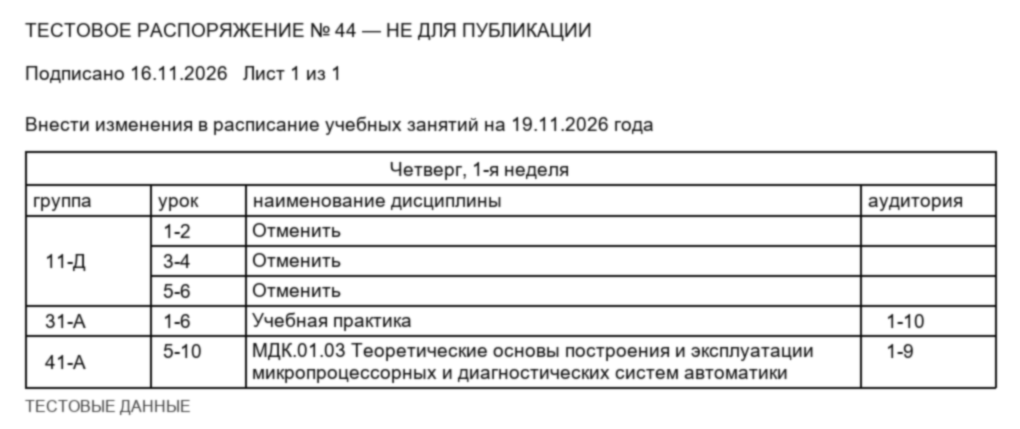 ТЕСТОВОЕ РАСПОРЯЖЕНИЕ № 44 — НЕ ДЛЯ ПУБЛИКАЦИИ
Подписано 16.11.2026 Лист 1 из 1
Внести изменения в расписание учебных занятий на 19.11.2026 года
Четверг, 1-я неделя
группа урок наименование дисциплины аудитория
11-Д
1-2 Отменить
3-4 Отменить
5-6 Отменить
31-А 1-6 Учебная практика 1-10
41-А 5-10 МДК.01.03 Теоретические основы построения и эксплуатации 1-9
микропроцессорных и диагностических систем автоматики
ТЕСТОВЫЕ ДАННЫЕ